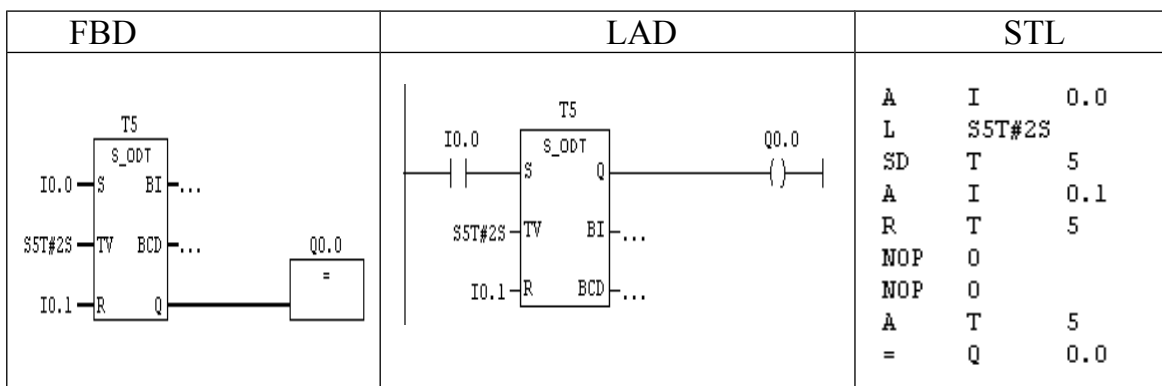 FBD
LAD
STL
T5
S_ODT
I0.0 S BI ...
S5T#2S TV BCD ... Q0.0
=
I0.1 R Q
T5
I0.0 S_ODT Q0.0
S Q ( )
S5T#2S TV BI ...
I0.1 R BCD ...
A I 0.0
L S5T#2S
SD T 5
A I 0.1
R T 5
NOP 0
NOP 0
A T 5
= Q 0.0